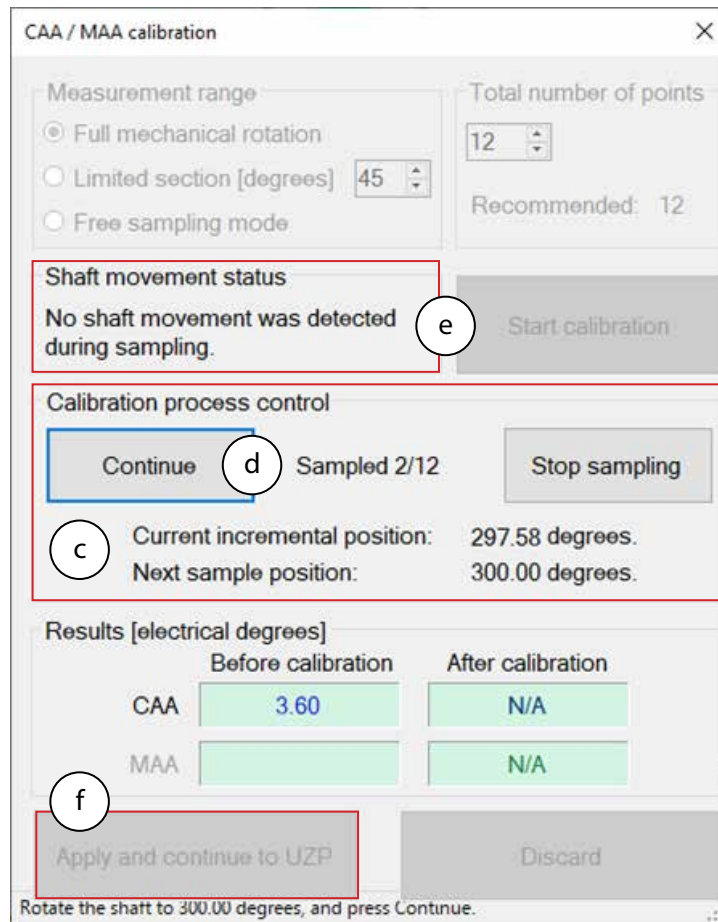 CAA / MAA calibration
Measurement range
Full mechanical rotation
Limited section [degrees] 45
Free sampling mode
Total number of points
12
Recommended: 12
Shaft movement status
No shaft movement was detected
during sampling.
e
Start calibration
Calibration process control
Continue d Sampled 2/12 Stop sampling
c
Current incremental position: 297.58 degrees.
Next sample position: 300.00 degrees.
Results [electrical degrees]
Before calibration After calibration
CAA 3.60 N/A
MAA N/A
f
Apply and continue to UZP Discard
Rotate the shaft to 300.00 degrees, and press Continue.